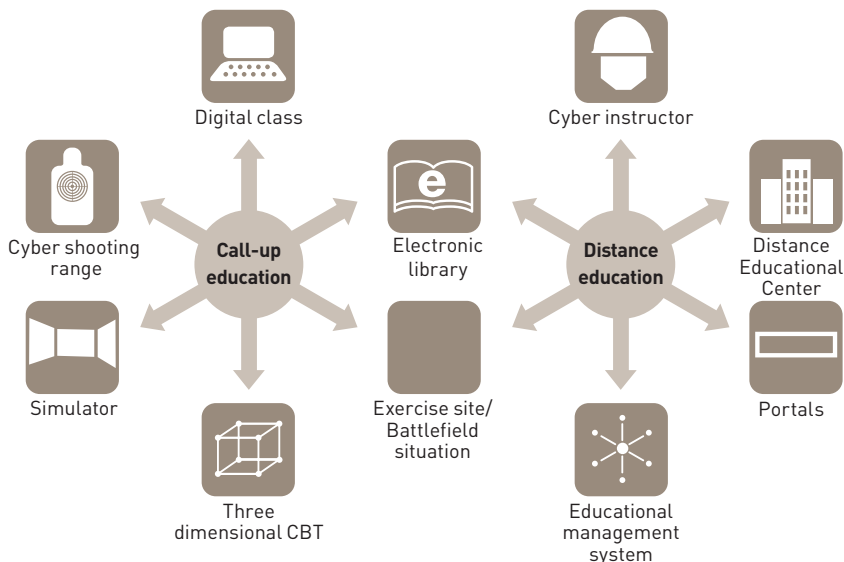 Digital class
Cyber instructor
Cyber shooting
range
Call-up
education
e
Electronic
library
Distance
education
Distance
Educational
Center
Simulator
Exercise site/
Battlefield
situation
Portals
Three
dimensional CBT
Educational
management
system